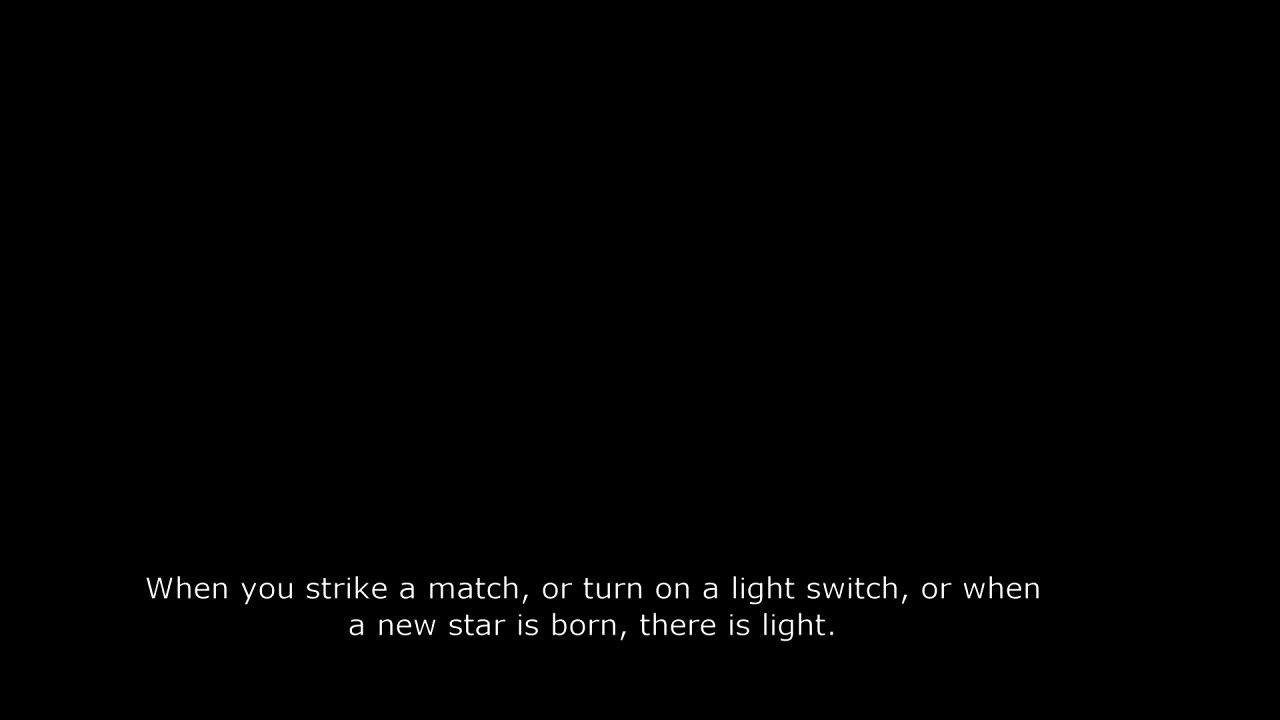 When you strike a match, or turn on a light switch, or when
a new star is born, there is light.